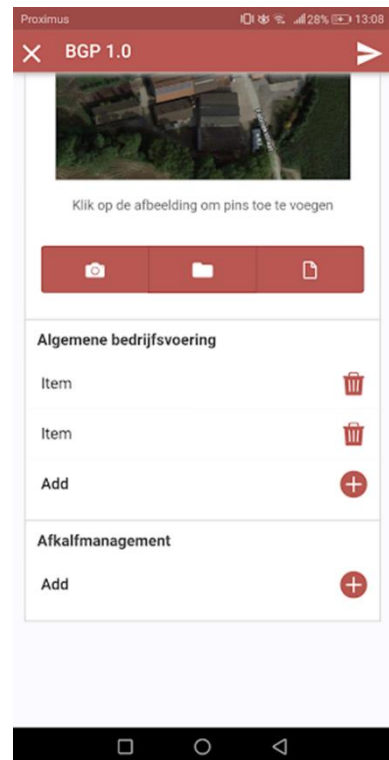 Proximus 28% 13:08
BGP 1.0
Klik op de afbeelding om pins toe te voegen
Algemene bedrijfsvoering
Item
Item
Add
Afkalfmanagement
Add